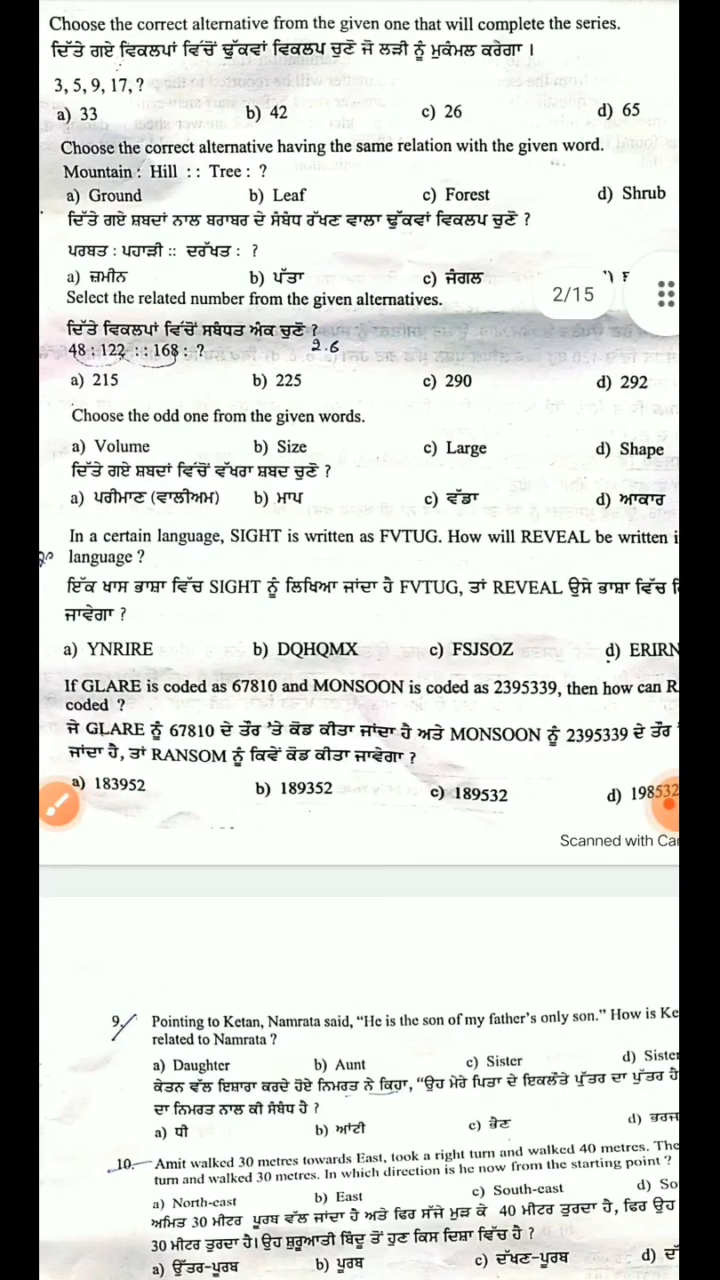 Choose the correct alternative from the given one that will complete the series.
ਦਿੱਤੇ ਗਏ ਵਿਕਲਪਾਂ ਵਿੱਚੋਂ ਢੁੱਕਵਾਂ ਵਿਕਲਪ ਚੁਣੋ ਜੋ ਲੜੀ ਨੂੰ ਮੁਕੰਮਲ ਕਰੇਗਾ ।
3, 5, 9, 17, ?
a) 33 b) 42 c) 26 d) 65
Choose the correct alternative having the same relation with the given word.
Mountain : Hill : : Tree : ?
a) Ground b) Leaf c) Forest d) Shrub
ਦਿੱਤੇ ਗਏ ਸ਼ਬਦਾਂ ਨਾਲ ਬਰਾਬਰ ਦੇ ਸੰਬੰਧ ਰੱਖਣ ਵਾਲਾ ਢੁੱਕਵਾਂ ਵਿਕਲਪ ਚੁਣੋ ?
ਪਰਬਤ : ਪਹਾੜੀ :: ਦਰੱਖਤ : ?
a) ਜ਼ਮੀਨ b) ਪੱਤਾ c) ਜੰਗਲ
Select the related number from the given alternatives.
2/15
ਦਿੱਤੇ ਵਿਕਲਪਾਂ ਵਿੱਚੋਂ ਸਬੰਧਤ ਅੰਕ ਚੁਣੋ ?
48 : 122 : : 168 : ? 2.6
a) 215 b) 225 c) 290 d) 292
Choose the odd one from the given words.
a) Volume b) Size c) Large d) Shape
ਦਿੱਤੇ ਗਏ ਸ਼ਬਦਾਂ ਵਿੱਚੋਂ ਵੱਖਰਾ ਸ਼ਬਦ ਚੁਣੋ ?
a) ਪਰੀਮਾਣ (ਵਾਲੀਅਮ) b) ਮਾਪ c) ਵੱਡਾ d) ਆਕਾਰ
In a certain language, SIGHT is written as FVTUG. How will REVEAL be written i
language ?
ਇੱਕ ਖਾਸ ਭਾਸ਼ਾ ਵਿੱਚ SIGHT ਨੂੰ ਲਿਖਿਆ ਜਾਂਦਾ ਹੈ FVTUG, ਤਾਂ REVEAL ਉਸੇ ਭਾਸ਼ਾ ਵਿੱਚ
ਜਾਵੇਗਾ ?
a) YNRIRE b) DQHQMX c) FSJSOZ d) ERIRN
If GLARE is coded as 67810 and MONSOON is coded as 2395339, then how can R
coded ?
ਜੇ GLARE ਨੂੰ 67810 ਦੇ ਤੌਰ 'ਤੇ ਕੋਡ ਕੀਤਾ ਜਾਂਦਾ ਹੈ ਅਤੇ MONSOON ਨੂੰ 2395339 ਦੇ ਤੌਰ
ਜਾਂਦਾ ਹੈ, ਤਾਂ RANSOM ਨੂੰ ਕਿਵੇਂ ਕੋਡ ਕੀਤਾ ਜਾਵੇਗਾ ?
a) 183952 b) 189352 c) 189532 d) 198532
Scanned with Ca
9. Pointing to Ketan, Namrata said, “He is the son of my father’s only son.” How is Ke
related to Namrata ?
a) Daughter b) Aunt c) Sister d) Sister
ਕੇਤਨ ਵੱਲ ਇਸ਼ਾਰਾ ਕਰਦੇ ਹੋਏ ਨਿਮਰਤ ਨੇ ਕਿਹਾ, “ਉਹ ਮੇਰੇ ਪਿਤਾ ਦੇ ਇਕਲੌਤੇ ਪੁੱਤਰ ਦਾ ਪੁੱਤਰ ਹੈ
ਦਾ ਨਿਮਰਤ ਨਾਲ ਕੀ ਸੰਬੰਧ ਹੈ ?
a) ਧੀ b) ਆਂਟੀ c) ਭੈਣ d) ਭਰਜ
10. Amit walked 30 metres towards East, took a right turn and walked 40 metres. The
turn and walked 30 metres. In which direction is he now from the starting point ?
a) North-east b) East c) South-east d) So
ਅਮਿਤ 30 ਮੀਟਰ ਪੂਰਬ ਵੱਲ ਜਾਂਦਾ ਹੈ ਅਤੇ ਫਿਰ ਸੱਜੇ ਮੁੜ ਕੇ 40 ਮੀਟਰ ਤੁਰਦਾ ਹੈ, ਫਿਰ ਉਹ
30 ਮੀਟਰ ਤੁਰਦਾ ਹੈ। ਉਹ ਸ਼ੁਰੂਆਤੀ ਬਿੰਦੂ ਤੋਂ ਹੁਣ ਕਿਸ ਦਿਸ਼ਾ ਵਿੱਚ ਹੈ ?
a) ਉੱਤਰ-ਪੂਰਬ b) ਪੂਰਬ c) ਦੱਖਣ-ਪੂਰਬ d) ਦੱ